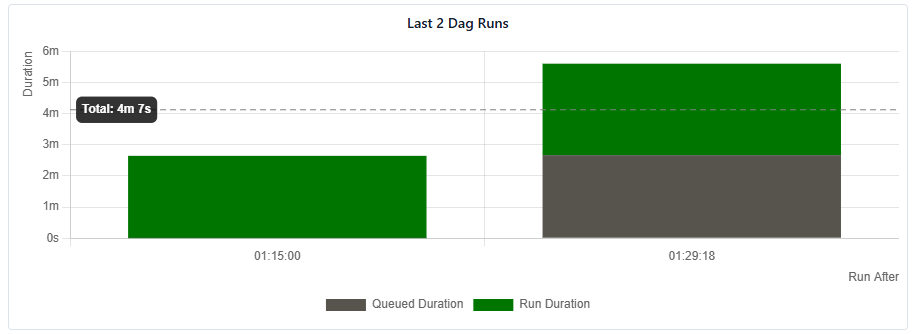 Last 2 Dag Runs
Duration
6m
5m
Total: 4m 7s
4m
3m
2m
1m
0s
01:15:00
01:29:18
Run After
Queued Duration
Run Duration